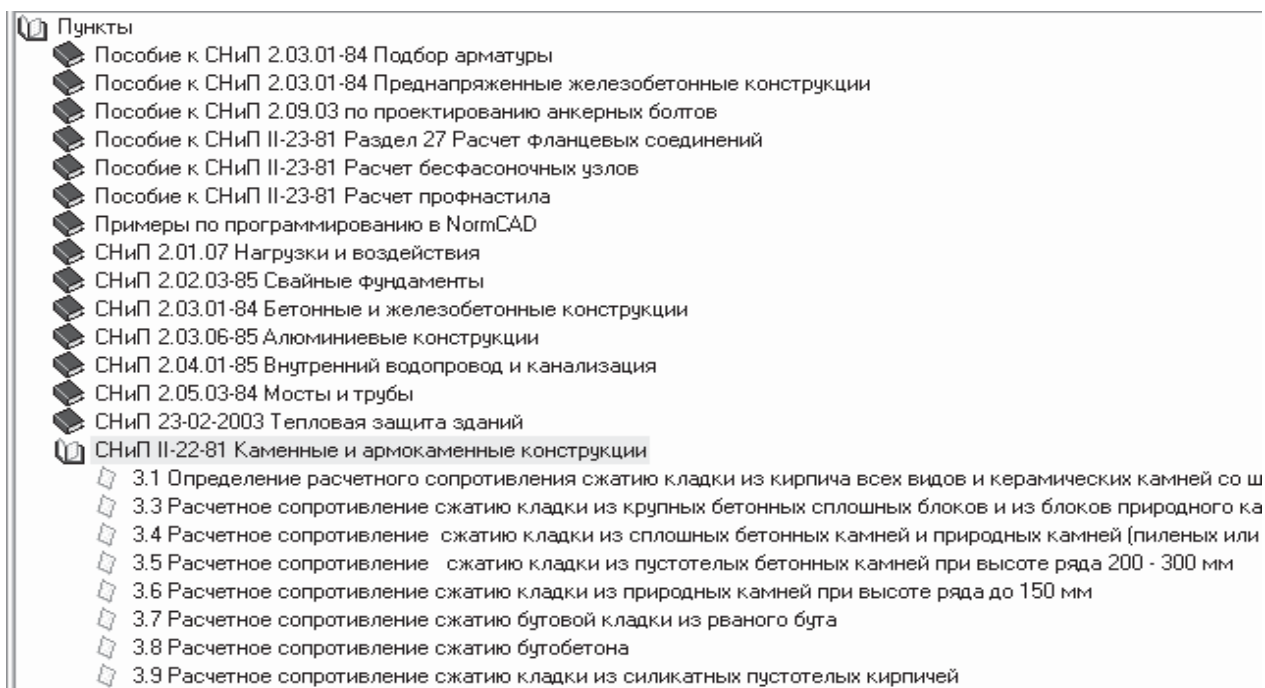 Пункты
Пособие к СНиП 2.03.01-84 Подбор арматуры
Пособие к СНиП 2.03.01-84 Преднапряженные железобетонные конструкции
Пособие к СНиП 2.09.03 по проектированию анкерных болтов
Пособие к СНиП II-23-81 Раздел 27 Расчет фланцевых соединений
Пособие к СНиП II-23-81 Расчет бесфасоночных узлов
Пособие к СНиП II-23-81 Расчет профнастила
Примеры по программированию в NormCAD
СНиП 2.01.07 Нагрузки и воздействия
СНиП 2.02.03-85 Свайные фундаменты
СНиП 2.03.01-84 Бетонные и железобетонные конструкции
СНиП 2.03.06-85 Алюминиевые конструкции
СНиП 2.04.01-85 Внутренний водопровод и канализация
СНиП 2.05.03-84 Мосты и трубы
СНиП 23-02-2003 Тепловая защита зданий
СНиП II-22-81 Каменные и армокаменные конструкции
3.1 Определение расчетного сопротивления сжатию кладки из кирпича всех видов и керамических камней со щ
3.3 Расчетное сопротивление сжатию кладки из крупных бетонных сплошных блоков и из блоков природного ка
3.4 Расчетное сопротивление сжатию кладки из сплошных бетонных камней и природных камней (пиленых или
3.5 Расчетное сопротивление сжатию кладки из пустотелых бетонных камней при высоте ряда 200 - 300 мм
3.6 Расчетное сопротивление сжатию кладки из природных камней при высоте ряда до 150 мм
3.7 Расчетное сопротивление сжатию бутовой кладки из рваного бута
3.8 Расчетное сопротивление сжатию бутобетона
3.9 Расчетное сопротивление сжатию кладки из силикатных пустотелых кирпичей